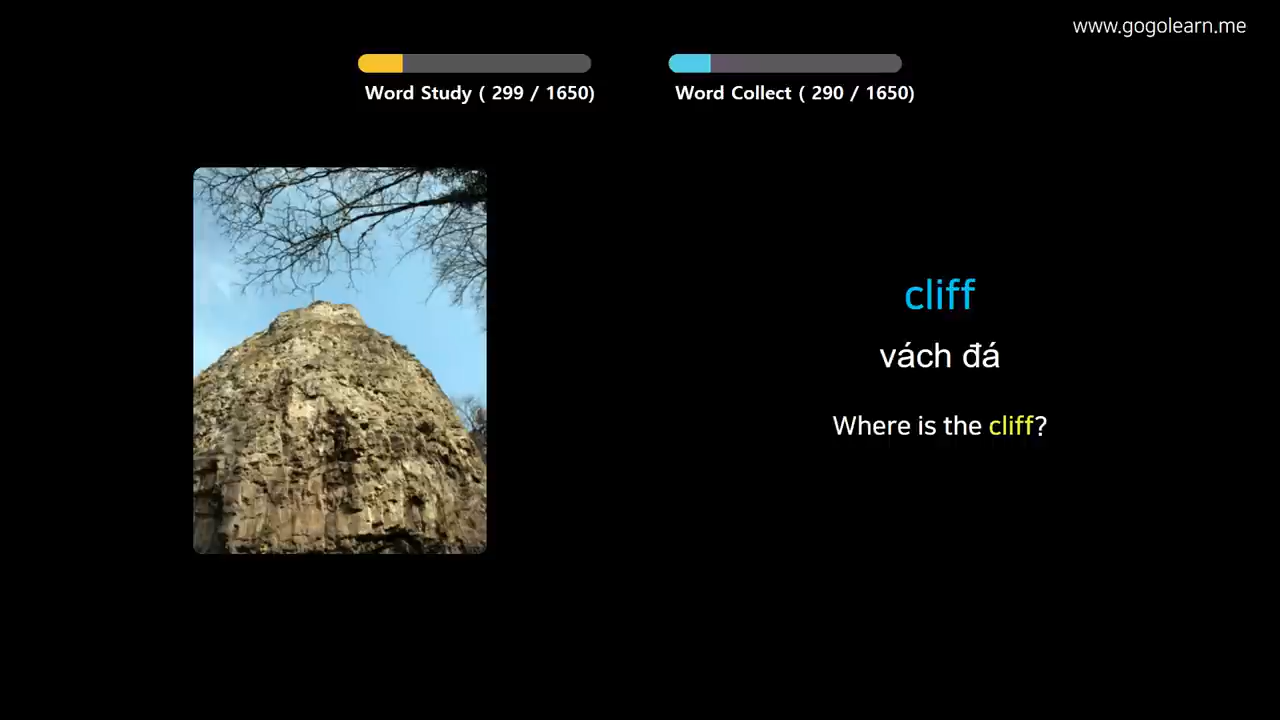 www.gogolearn.me
Word Study ( 299 / 1650)
Word Collect ( 290 / 1650)
cliff
vách đá
Where is the cliff?